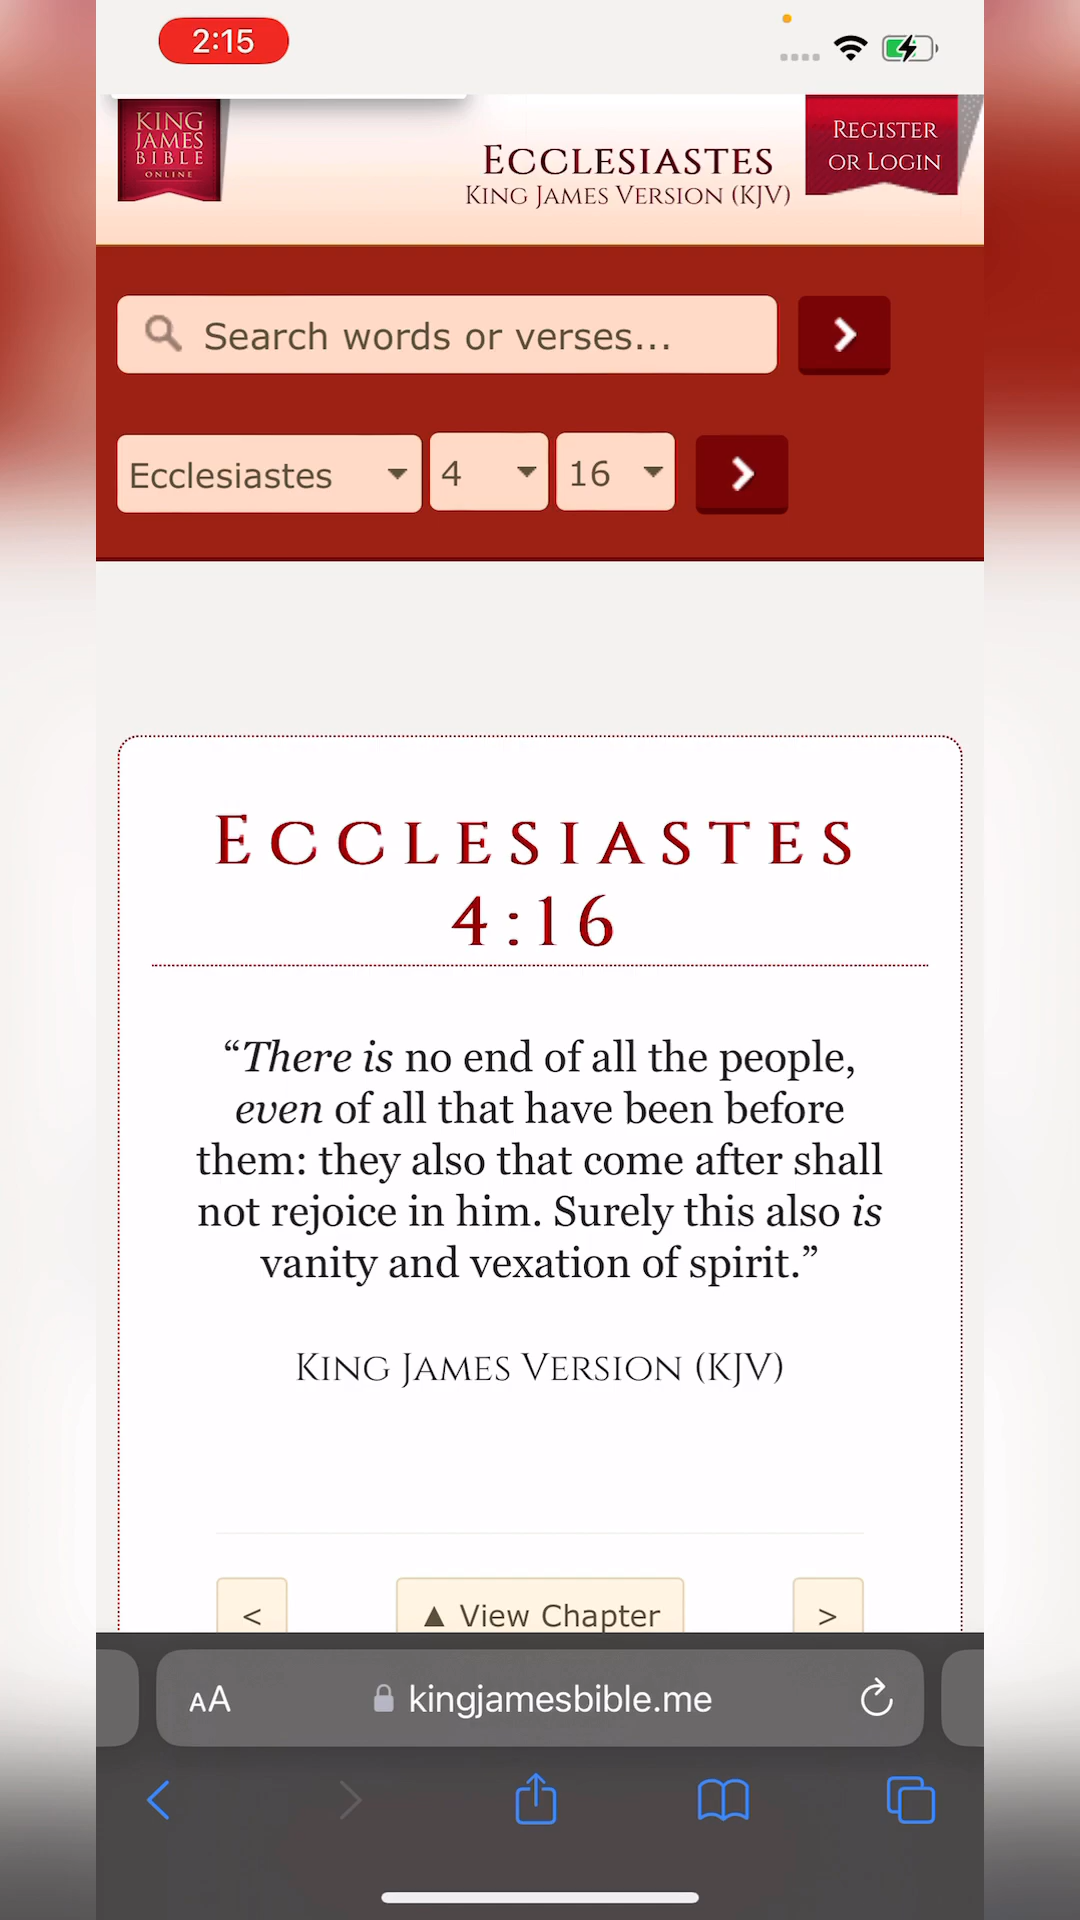 2:15
KING
JAMES
BIBLE
ONLINE
ECCLESIASTES
KING JAMES VERSION (KJV)
REGISTER
OR LOGIN
Search words or verses...
Ecclesiastes
4
16
ECCLESIASTES
4:16
“There is no end of all the people,
even of all that have been before
them: they also that come after shall
not rejoice in him. Surely this also is
vanity and vexation of spirit.”
KING JAMES VERSION (KJV)
<
▲ View Chapter
>
AA
kingjamesbible.me